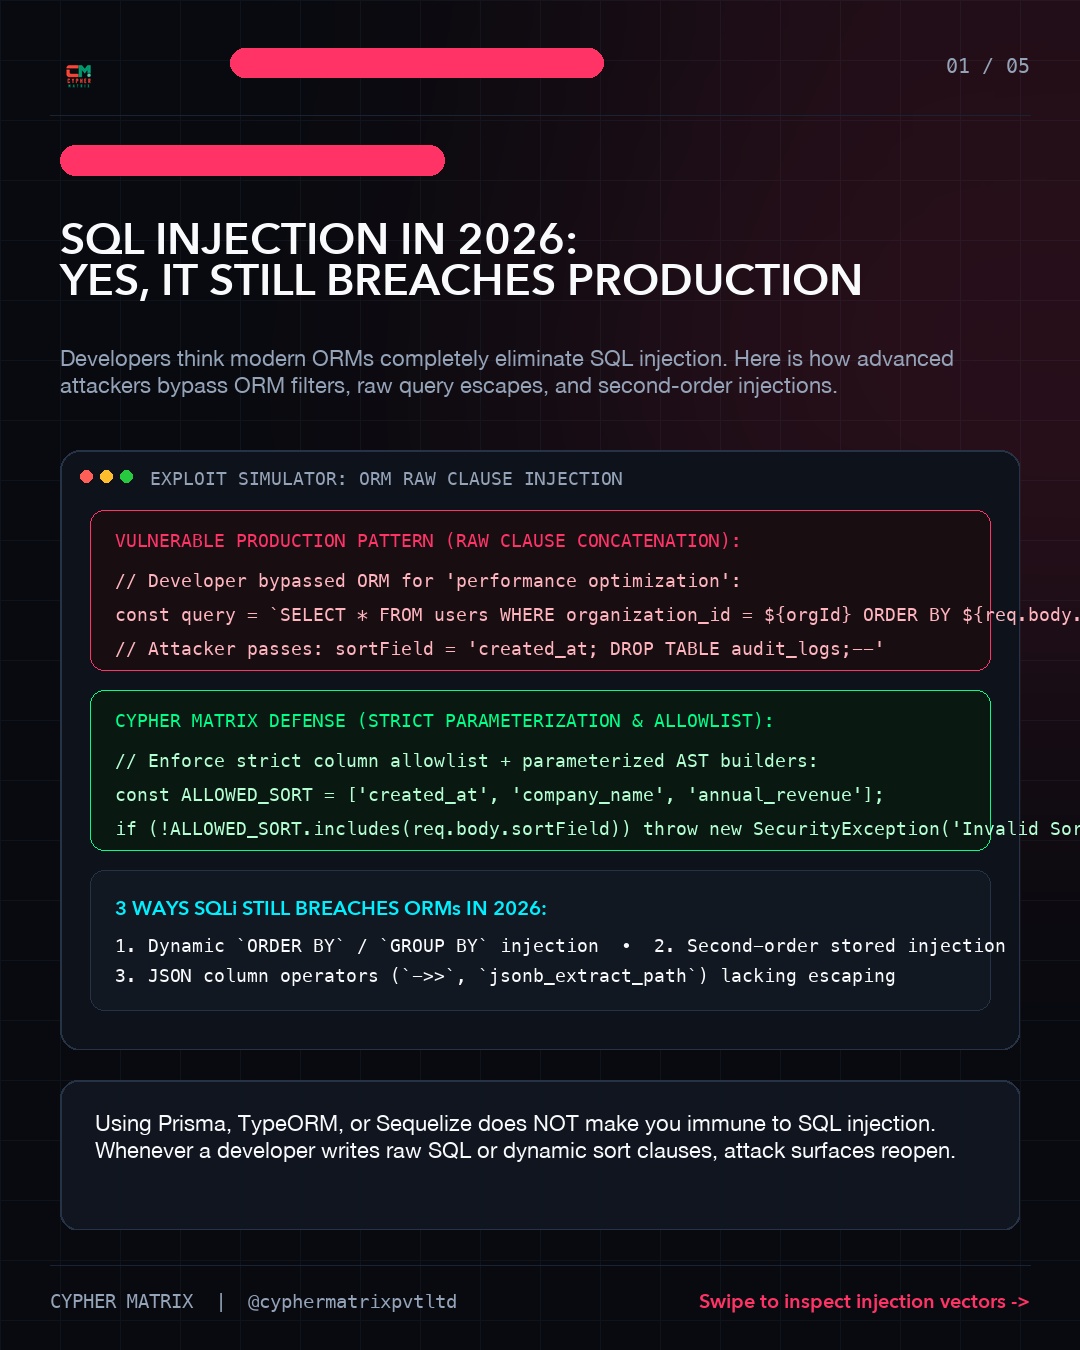 CM
CYPHER
MATRIX
01 / 05
SQL INJECTION IN 2026:
YES, IT STILL BREACHES PRODUCTION
Developers think modern ORMs completely eliminate SQL injection. Here is how advanced
attackers bypass ORM filters, raw query escapes, and second-order injections.
EXPLOIT SIMULATOR: ORM RAW CLAUSE INJECTION
VULNERABLE PRODUCTION PATTERN (RAW CLAUSE CONCATENATION):
// Developer bypassed ORM for 'performance optimization':
const query = `SELECT * FROM users WHERE organization_id = ${orgId} ORDER BY ${req.body.
// Attacker passes: sortField = 'created_at; DROP TABLE audit_logs;--'
CYPHER MATRIX DEFENSE (STRICT PARAMETERIZATION & ALLOWLIST):
// Enforce strict column allowlist + parameterized AST builders:
const ALLOWED_SORT = ['created_at', 'company_name', 'annual_revenue'];
if (!ALLOWED_SORT.includes(req.body.sortField)) throw new SecurityException('Invalid Sor
3 WAYS SQLi STILL BREACHES ORMs IN 2026:
1. Dynamic `ORDER BY` / `GROUP BY` injection • 2. Second-order stored injection
3. JSON column operators (`->>`, `jsonb_extract_path`) lacking escaping
Using Prisma, TypeORM, or Sequelize does NOT make you immune to SQL injection.
Whenever a developer writes raw SQL or dynamic sort clauses, attack surfaces reopen.
CYPHER MATRIX | @cyphermatrixpvtltd
Swipe to inspect injection vectors ->